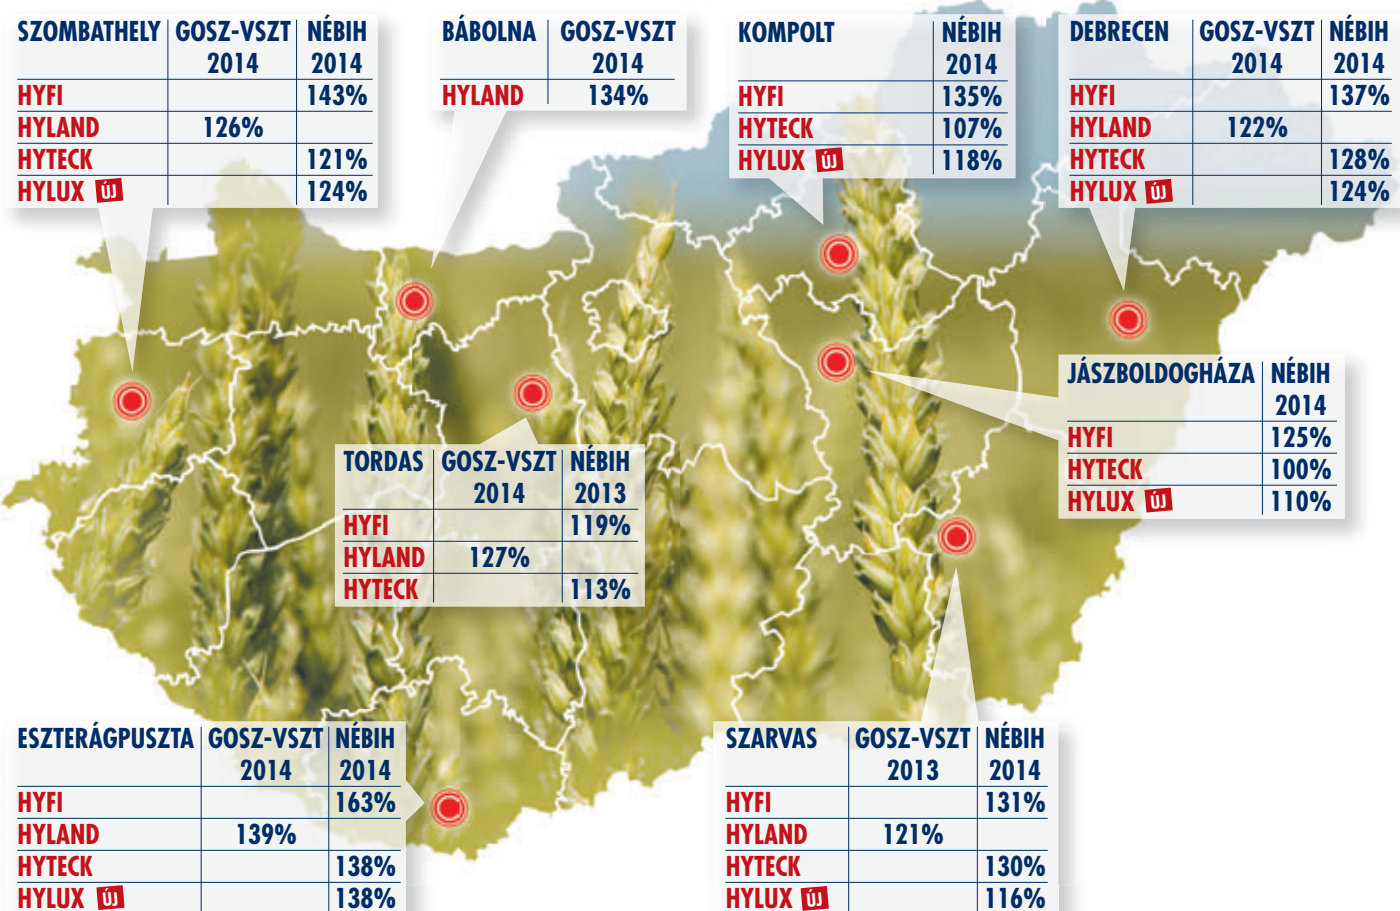 SZOMBATHELY GOSZ-VSZT NÉBIH
2014 2014
HYFI 143%
HYLAND 126%
HYTECK 121%
HYLUX ÚJ 124%
BÁBOLNA GOSZ-VSZT
2014
HYLAND 134%
KOMPOLT NÉBIH
2014
HYFI 135%
HYTECK 107%
HYLUX ÚJ 118%
DEBRECEN GOSZ-VSZT NÉBIH
2014 2014
HYFI 137%
HYLAND 122%
HYTECK 128%
HYLUX ÚJ 124%
JÁSZBOLDOGHÁZA NÉBIH
2014
HYFI 125%
HYTECK 100%
HYLUX ÚJ 110%
TORDAS GOSZ-VSZT NÉBIH
2014 2013
HYFI 119%
HYLAND 127%
HYTECK 113%
ESZTERÁGPUSZTA GOSZ-VSZT NÉBIH
2014 2014
HYFI 163%
HYLAND 139%
HYTECK 138%
HYLUX ÚJ 138%
SZARVAS GOSZ-VSZT NÉBIH
2013 2014
HYFI 131%
HYLAND 121%
HYTECK 130%
HYLUX ÚJ 116%